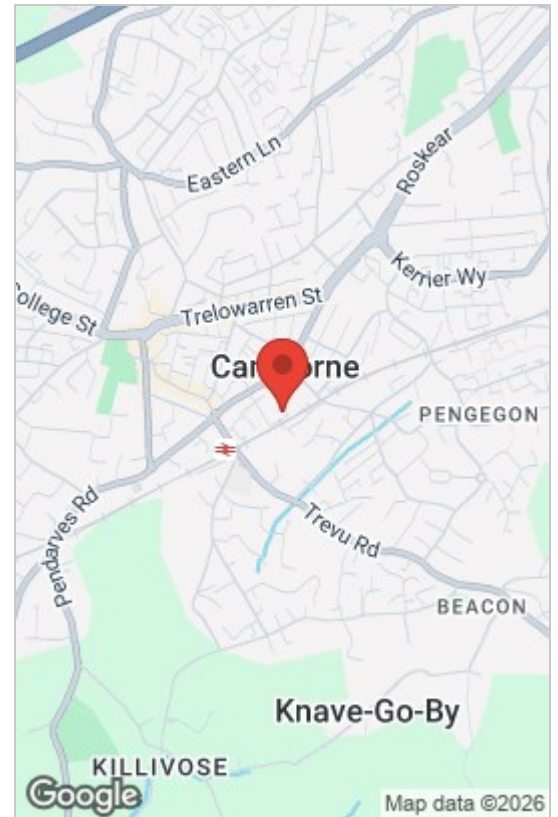 Eastern Ln
Roskear
Kerrier Wy
College St
Trelowarren St
PENGEGON
Pendarves Rd
Trevu Rd
BEACON
Knave-Go-By
KILLIVOSE
Google
Map data ©2026